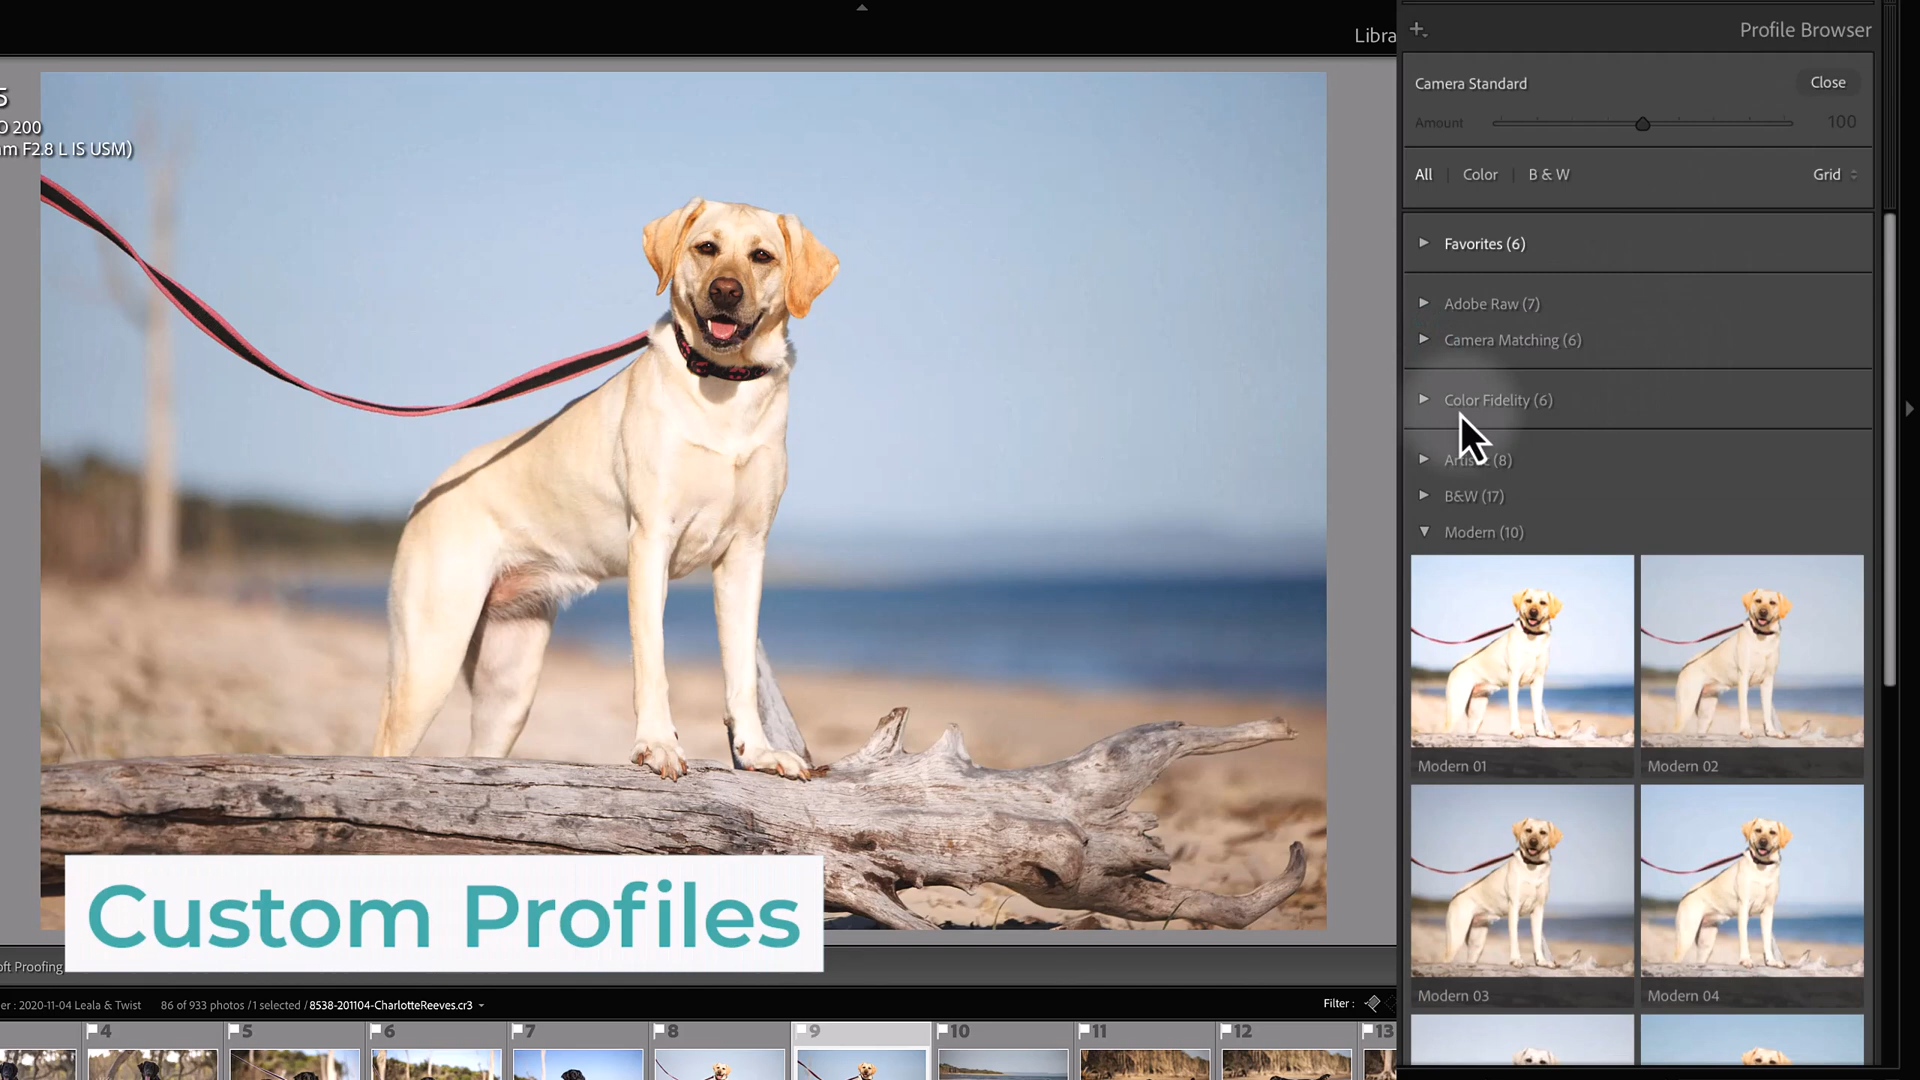 Libra
Profile Browser
Camera Standard
Close
Amount
100
All
Color
B & W
Grid
5
O 200
m F2.8 L IS USM)
Favorites (6)
Adobe Raw (7)
Camera Matching (6)
Color Fidelity (6)
(8)
B&W (17)
Modern (10)
Modern 01
Modern 02
Modern 03
Modern 04
Custom Profiles
oft Proofing
er : 2020-11-04 Leala & Twist
86 of 933 photos / 1 selected / 8538-201104-CharlotteReeves.cr3
Filter :
4
5
6
7
8
9
10
11
12
13